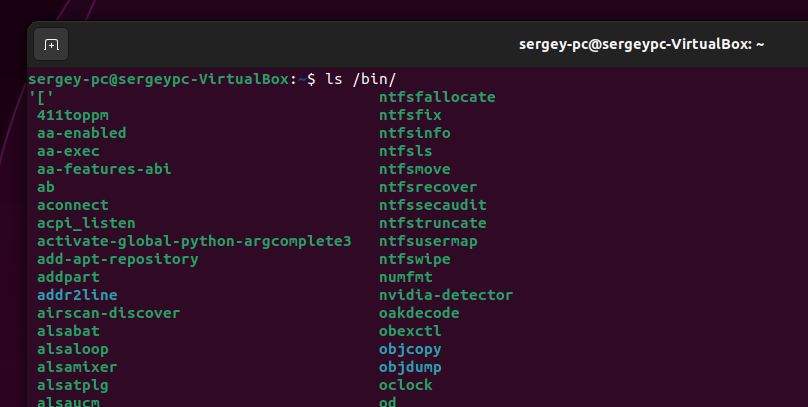 sergey-pc@sergeypc-VirtualBox: ~
sergey-pc@sergeypc-VirtualBox:~$ ls /bin/
'[' ntfsfallocate
411toppm ntfsfix
aa-enabled ntfsinfo
aa-exec ntfsls
aa-features-abi ntfsmove
ab ntfsrecover
aconnect ntfssecaudit
acpi_listen ntfstruncate
activate-global-python-argcomplete3 ntfsusermap
add-apt-repository ntfswipe
addpart numfmt
addr2line nvidia-detector
airscan-discover oakdecode
alsabat obexctl
alsaloop objcopy
alsamixer objdump
alsatplg oclock
alsaucm od